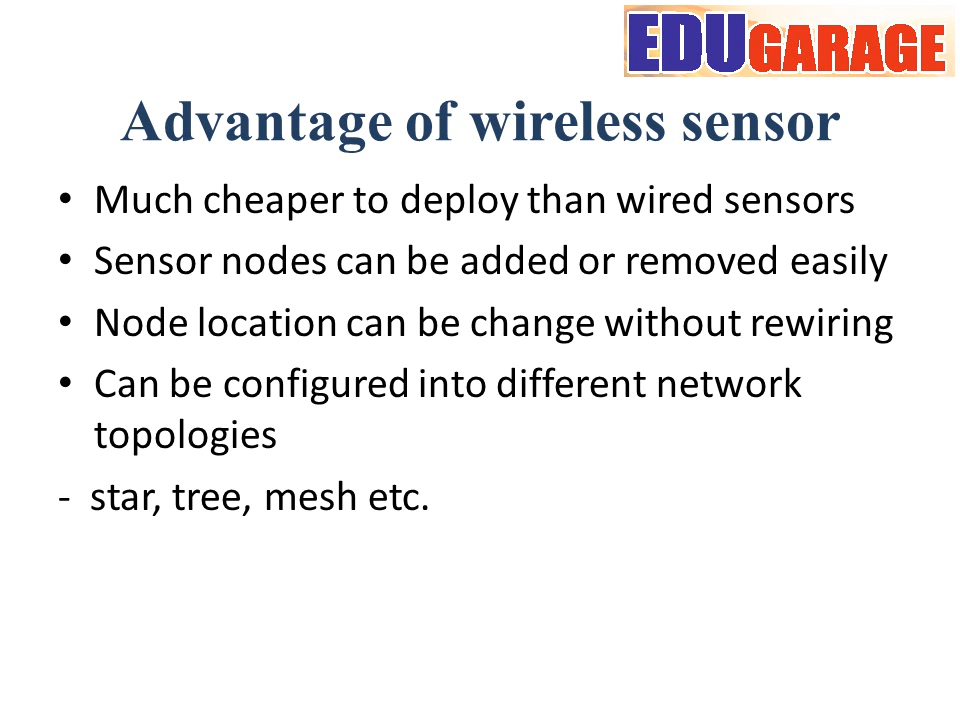 EDUGARAGE
Advantage of wireless sensor
• Much cheaper to deploy than wired sensors
• Sensor nodes can be added or removed easily
• Node location can be change without rewiring
• Can be configured into different network
topologies
- star, tree, mesh etc.